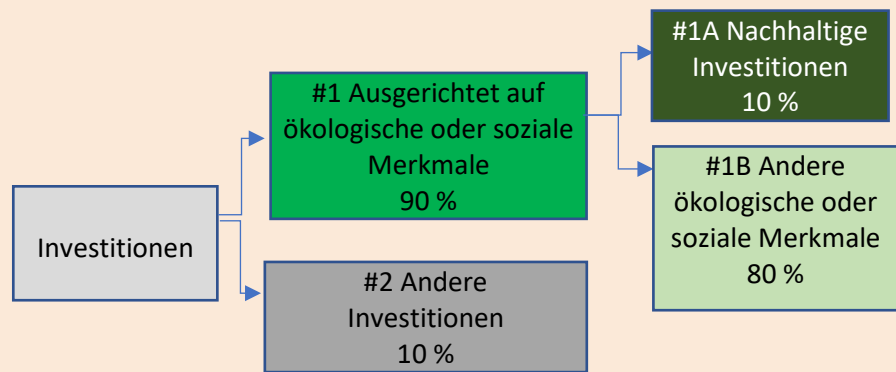 Investitionen
#1 Ausgerichtet auf
ökologische oder soziale
Merkmale
90 %
#2 Andere
Investitionen
10 %
#1A Nachhaltige
Investitionen
10 %
#1B Andere
ökologische oder
soziale Merkmale
80 %